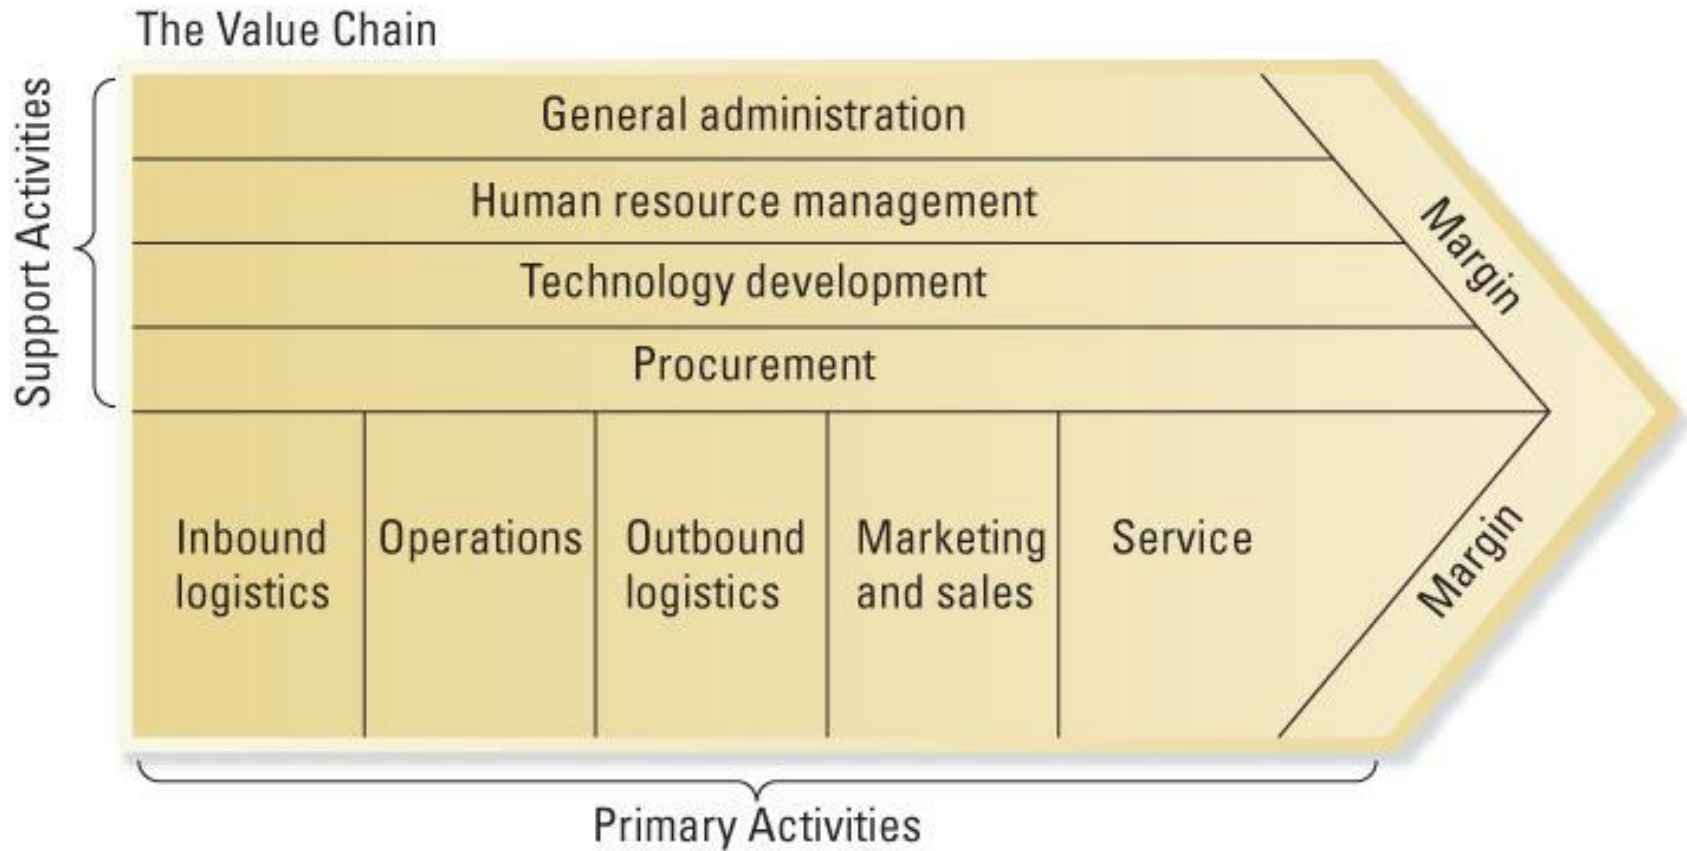 The Value Chain
Support Activities
General administration
Human resource management
Technology development
Procurement
Margin
Inbound
logistics
Operations
Outbound
logistics
Marketing
and sales
Service
Margin
Primary Activities